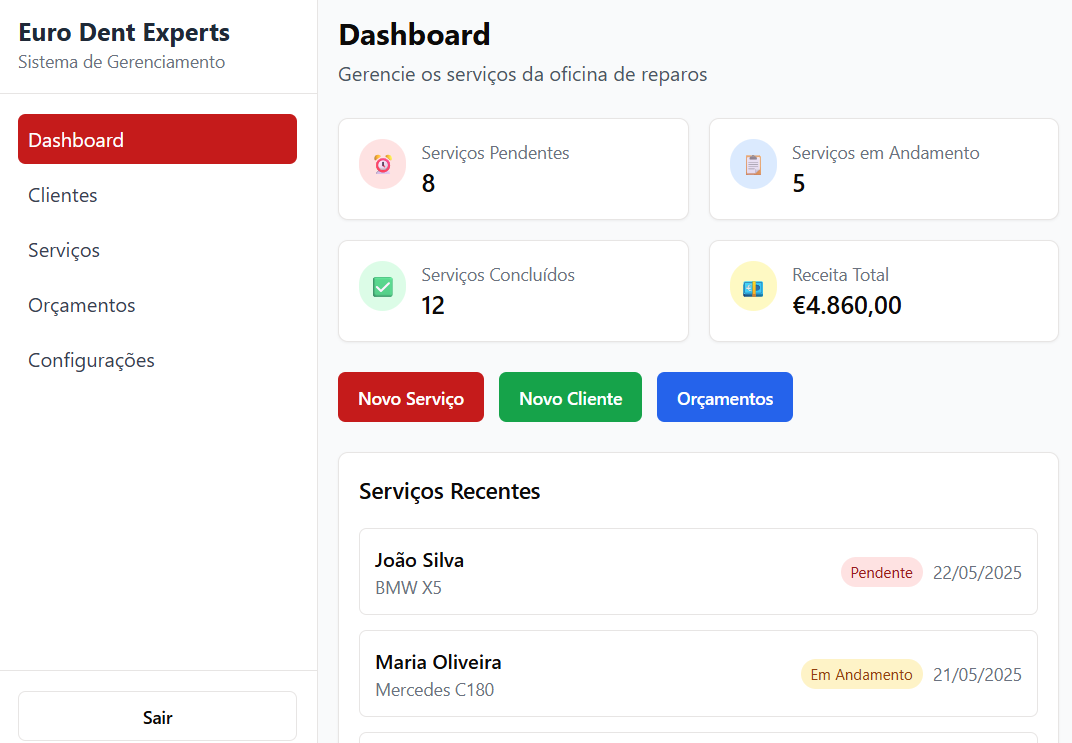 Euro Dent Experts
Sistema de Gerenciamento
Dashboard
Clientes
Serviços
Orçamentos
Configurações
Sair
Dashboard
Gerencie os serviços da oficina de reparos
Serviços Pendentes
8
Serviços em Andamento
5
Serviços Concluídos
12
Receita Total
€4.860,00
Novo Serviço
Novo Cliente
Orçamentos
Serviços Recentes
João Silva
BMW X5
Pendente
22/05/2025
Maria Oliveira
Mercedes C180
Em Andamento
21/05/2025